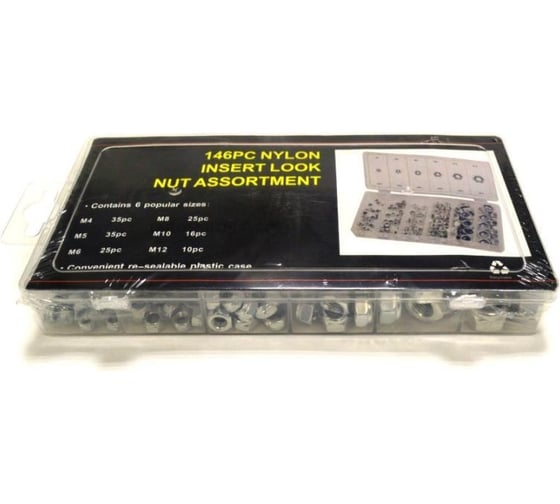 146PC NYLON
INSERT LOOK
NUT ASSORTMENT
· Contains 6 popular sizes:
M4 35pc M8 25pc
M5 35pc M10 16pc
M6 25pc M12 10pc
· Convenient re-sealable plastic case